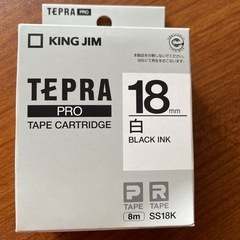 TEPRA PRO
KING JIM
TEPRA
PRO
TAPE CARTRIDGE
18mm
白
BLACK INK
P R
TAPE TAPE
8m SS18K